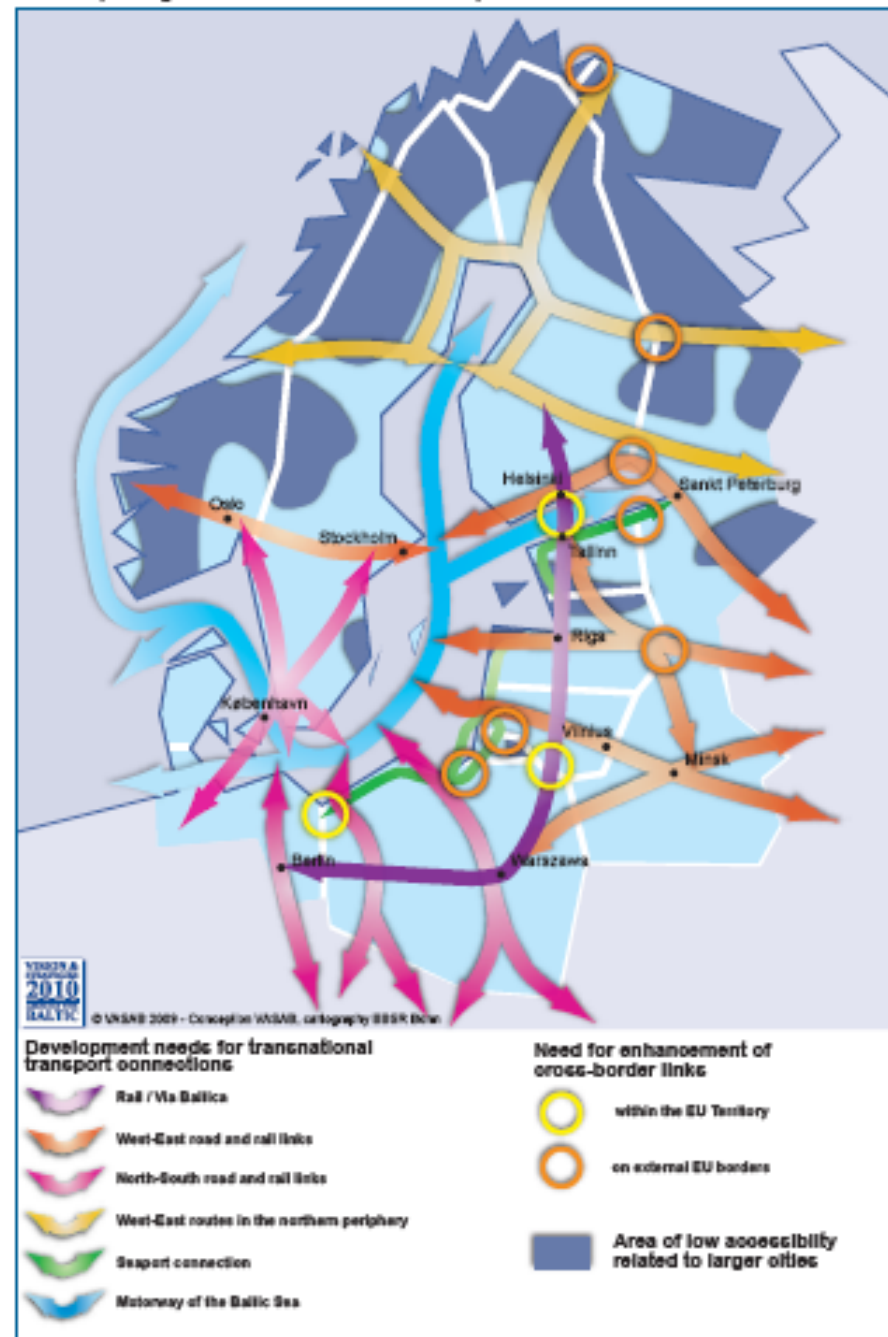 Helsinki
Sankt Peterburg
Oslo
Stockholm
Tallinn
Riga
København
Vilnius
Minsk
Berlin
Warszawa
VISION &
2010
BALTIC
© VASAB 2009 - Conception VASAB, cartography BBSR Bonn
Development needs for transnational
transport connections
Rail / Via Baltica
West-East road and rail links
North-South road and rail links
West-East routes in the northern periphery
Seaport connection
Motorway of the Baltic Sea
Need for enhancement of
cross-border links
within the EU Territory
on external EU borders
Area of low accessibility
related to larger cities